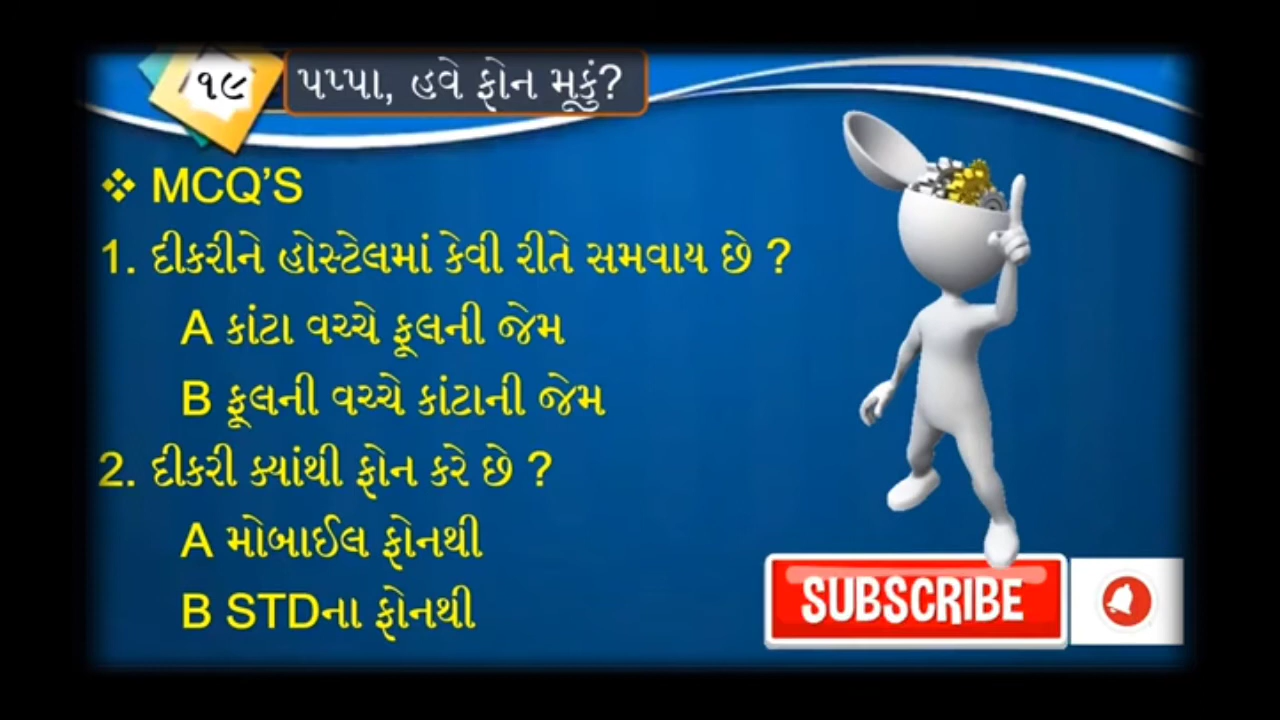 ૧૯ પપ્પા, હવે ફોન મૂકું?
❖ MCQ'S
1. દીકરીને હોસ્ટેલમાં કેવી રીતે સમવાય છે ?
A કાંટા વચ્ચે ફૂલની જેમ
B ફૂલની વચ્ચે કાંટાની જેમ
2. દીકરી ક્યાંથી ફોન કરે છે ?
A મોબાઈલ ફોનથી
B STDના ફોનથી
SUBSCRIBE